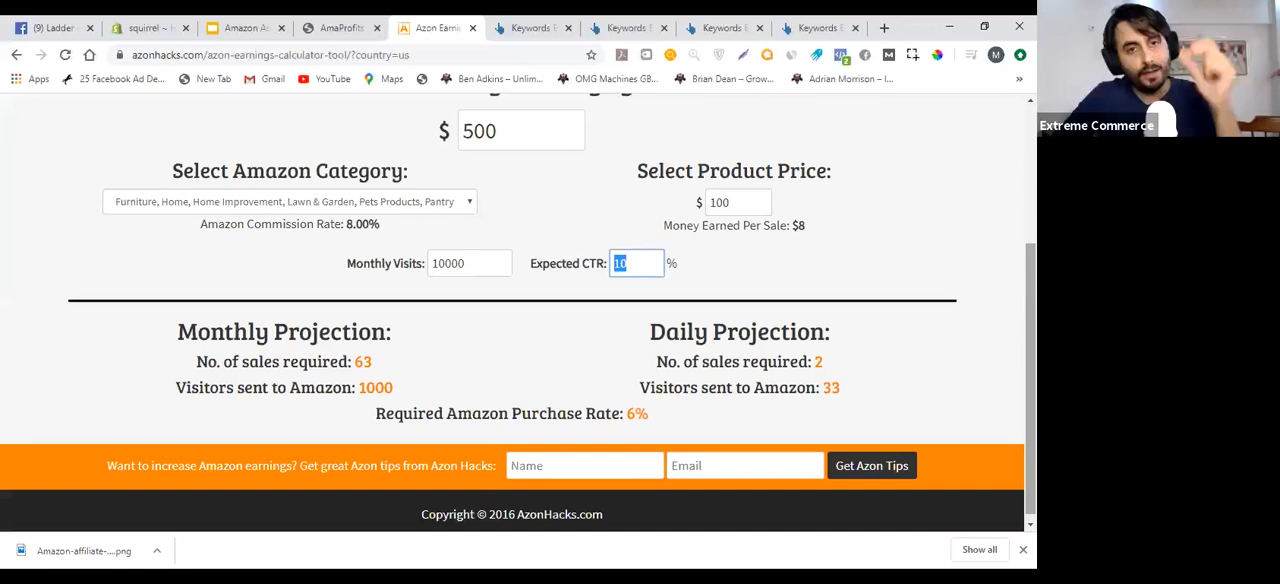 (9) Ladder
squirrel ~
Amazon A
AmaProfits
Azon Earni
Keywords E
Keywords E
Keywords E
Keywords E
azonhacks.com/azon-earnings-calculator-tool/?country=us
Apps
25 Facebook Ad De...
New Tab
Gmail
YouTube
Maps
Ben Adkins – Unlim...
OMG Machines GB...
Brian Dean – Grow...
Adrian Morrison – I...
»
$ 500
Select Amazon Category:
Select Product Price:
Furniture, Home, Home Improvement, Lawn & Garden, Pets Products, Pantry
$ 100
Amazon Commission Rate: 8.00%
Money Earned Per Sale: $8
Monthly Visits: 10000
Expected CTR: 10 %
Monthly Projection:
Daily Projection:
No. of sales required: 63
No. of sales required: 2
Visitors sent to Amazon: 1000
Visitors sent to Amazon: 33
Required Amazon Purchase Rate: 6%
Want to increase Amazon earnings? Get great Azon tips from Azon Hacks:
Name
Email
Get Azon Tips
Copyright © 2016 AzonHacks.com
Amazon-affiliate-....png
Show all
Extreme Commerce